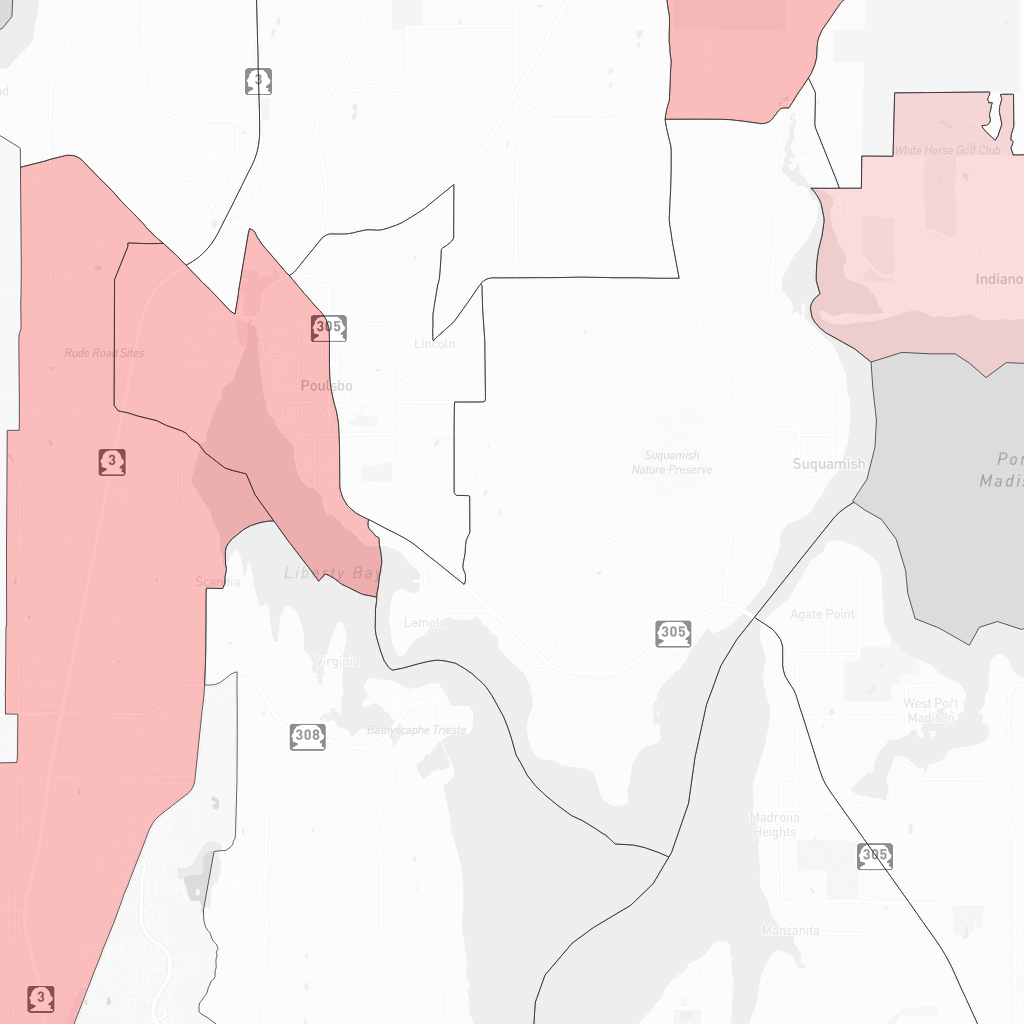 3
White Horse Golf Club
Indiano
305
Lincoln
Rude Road Sites
Poulsbo
3
Suquamish
Nature Preserve
Suquamish
Por
Madis
Liberty Bay
Scandia
Lemolo
305
Agate Point
Virginia
308
Bathyscaphe Trieste
West Port
Madison
Madrona
Heights
305
Manzanita
3